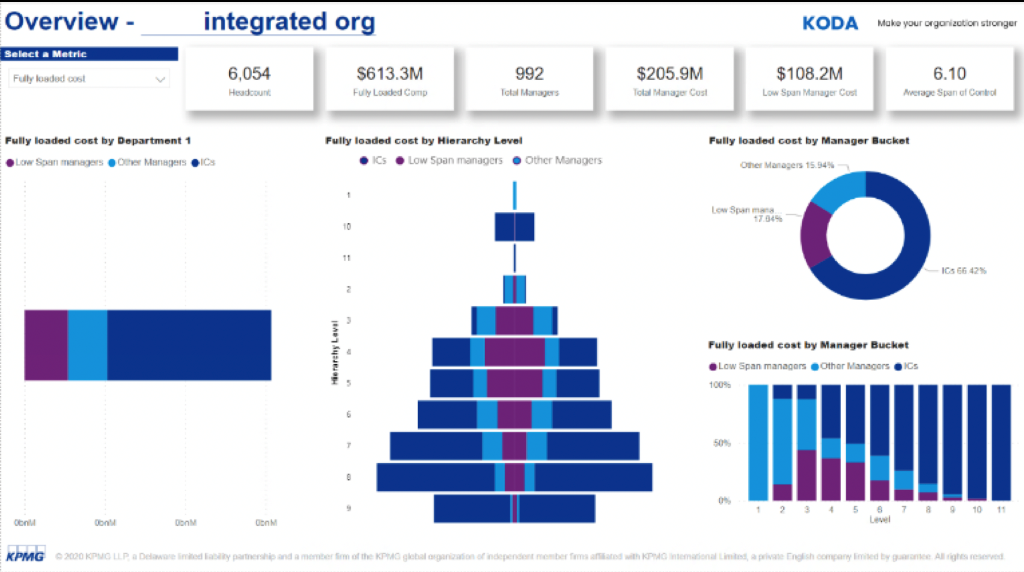 Overview - ______ integrated org
KODA Make your organization stronger
Select a Metric
Fully loaded cost
6,054
Headcount
$613.3M
Fully Loaded Comp
992
Total Managers
$205.9M
Total Manager Cost
$108.2M
Low Span Manager Cost
6.10
Average Span of Control
Fully loaded cost by Department 1
Low Span managers Other Managers ICs
0bnM 0bnM 0bnM 0bnM
Fully loaded cost by Hierarchy Level
ICs Low Span managers Other Managers
Hierarchy Level
1
10
11
2
3
4
5
6
7
8
9
Fully loaded cost by Manager Bucket
Other Managers 15.94%
Low Span mana...
17.64%
ICs 66.42%
Fully loaded cost by Manager Bucket
Low Span managers Other Managers ICs
100%
50%
0%
1 2 3 4 5 6 7 8 9 10 11
Level
KPMG © 2020 KPMG LLP, a Delaware limited liability partnership and a member firm of the KPMG global organization of independent member firms affiliated with KPMG International Limited, a private English company limited by guarantee. All rights reserved.